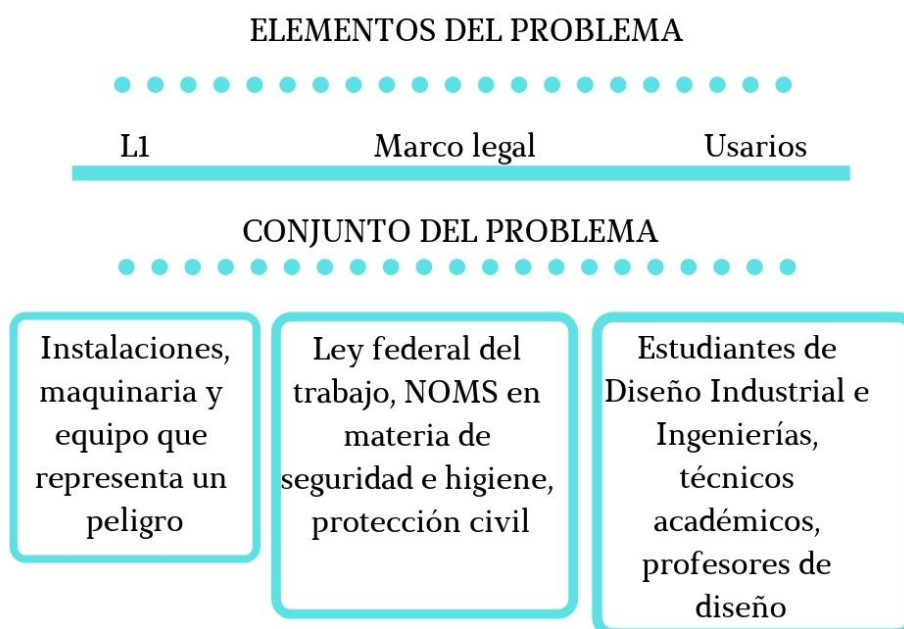 ELEMENTOS DEL PROBLEMA
L1 Marco legal Usarios
CONJUNTO DEL PROBLEMA
Instalaciones,
maquinaria y
equipo que
representa un
peligro
Ley federal del
trabajo, NOMS en
materia de
seguridad e higiene,
protección civil
Estudiantes de
Diseño Industrial e
Ingenierías,
técnicos
académicos,
profesores de
diseño